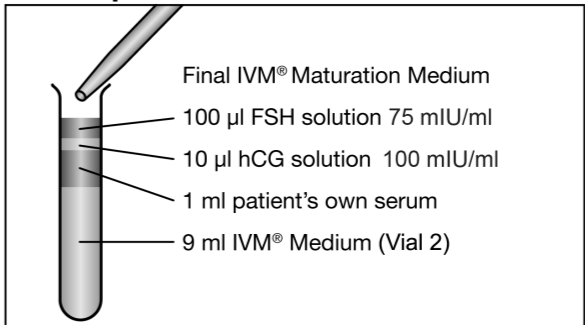 Final IVM® Maturation Medium
100 µl FSH solution 75 mIU/ml
10 µl hCG solution 100 mIU/ml
1 ml patient's own serum
9 ml IVM® Medium (Vial 2)